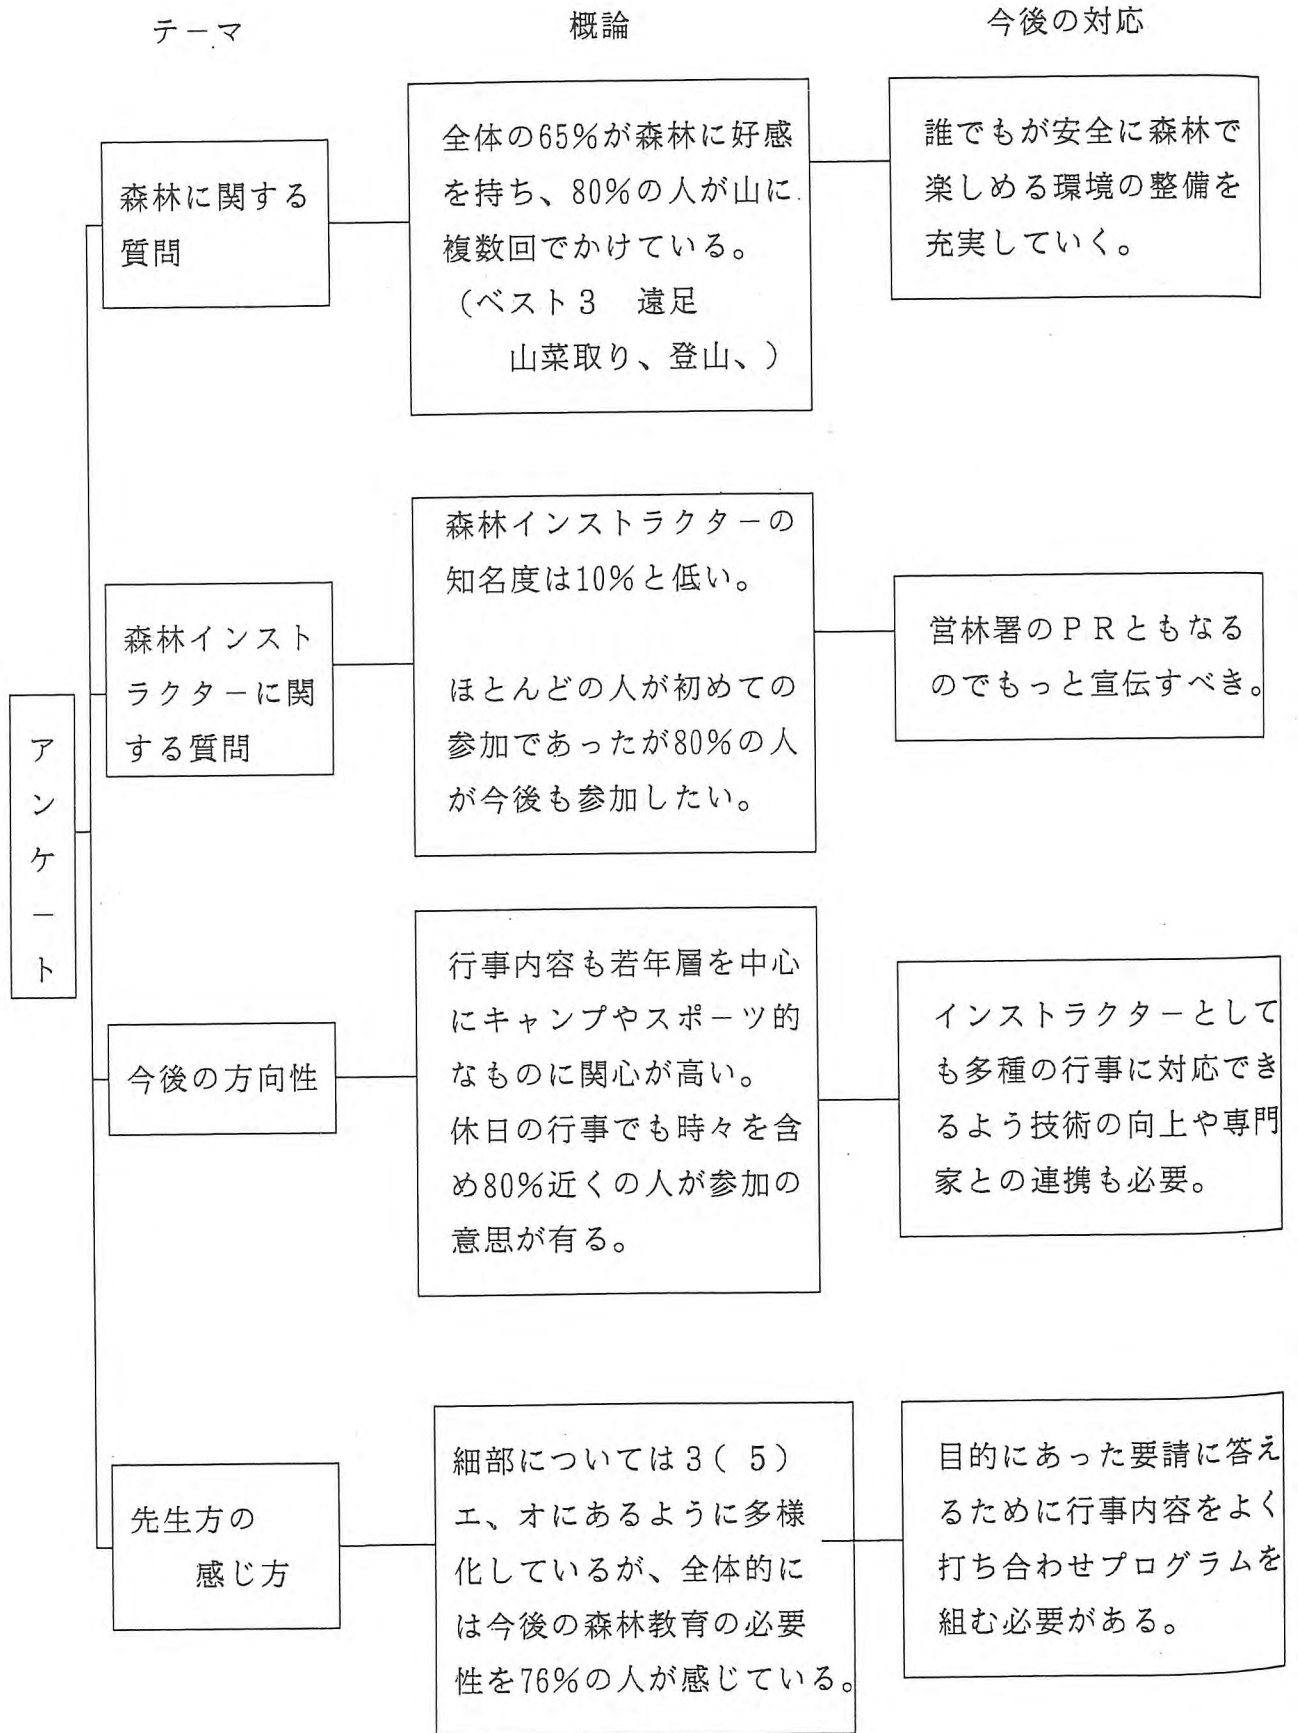 テーマ
概論
今後の対応
アンケート
森林に関する
質問
全体の65%が森林に好感
を持ち、80%の人が山に
複数回でかけている。
（ベスト3　遠足
山菜取り、登山、）
誰でもが安全に森林で
楽しめる環境の整備を
充実していく。
森林インスト
ラクターに関
する質問
森林インストラクターの
知名度は10%と低い。
ほとんどの人が初めての
参加であったが80%の人
が今後も参加したい。
営林署のＰＲともなる
のでもっと宣伝すべき。
今後の方向性
行事内容も若年層を中心
にキャンプやスポーツ的
なものに関心が高い。
休日の行事でも時々を含
め80%近くの人が参加の
意思が有る。
インストラクターとして
も多種の行事に対応でき
るよう技術の向上や専門
家との連携も必要。
先生方の
感じ方
細部については３（５）
エ、オにあるように多様
化しているが、全体的に
は今後の森林教育の必要
性を76%の人が感じている。
目的にあった要請に答え
るために行事内容をよく
打ち合わせプログラムを
組む必要がある。